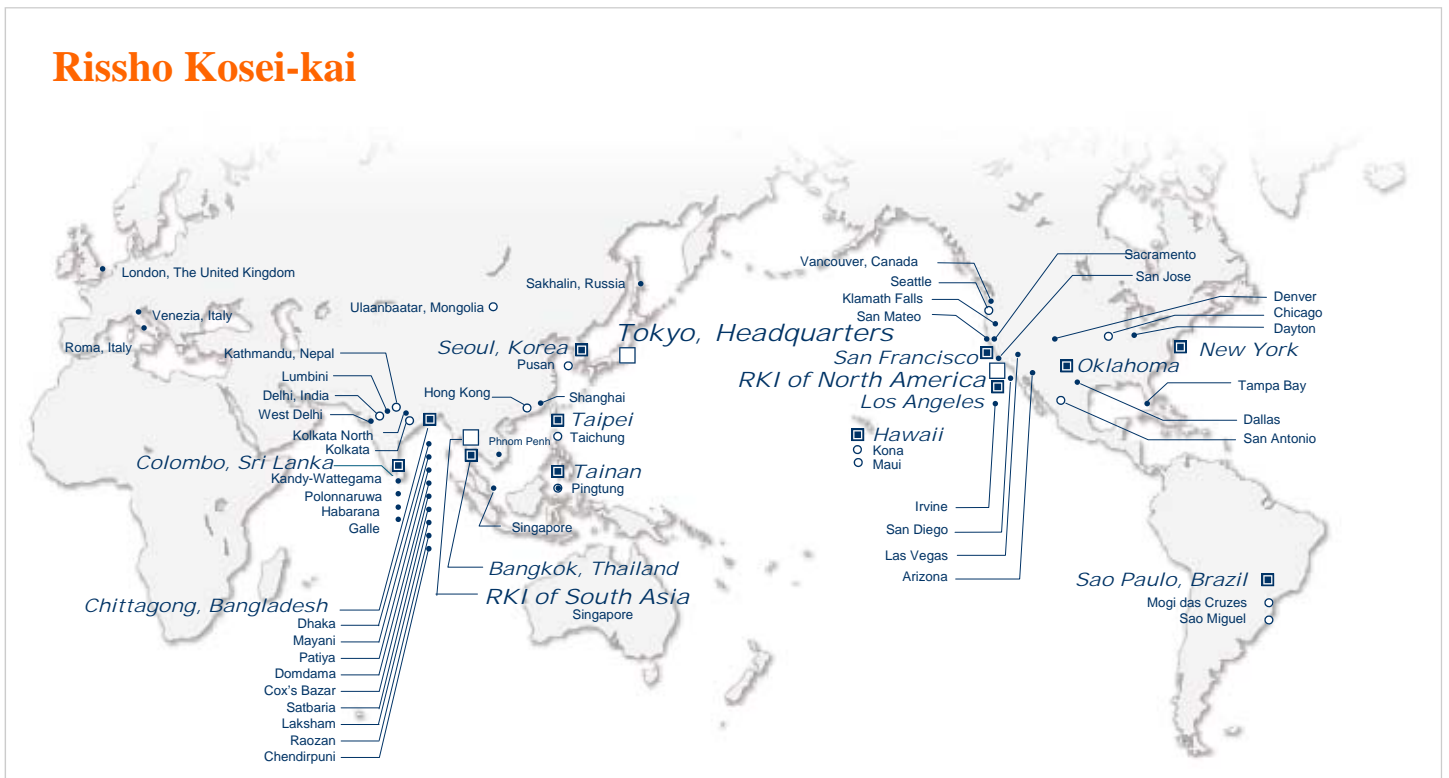 Rissho Kosei-kai
London, The United Kingdom
Venezia, Italy
Roma, Italy
Ulaanbaatar, Mongolia
Sakhalin, Russia
Tokyo, Headquarters
Seoul, Korea
Pusan
Kathmandu, Nepal
Lumbini
Delhi, India
West Delhi
Kolkata North
Kolkata
Hong Kong
Shanghai
Taipei
Taichung
Phnom Penh
Tainan
Pingtung
Colombo, Sri Lanka
Kandy-Wattegama
Polonnaruwa
Habarana
Galle
Singapore
Bangkok, Thailand
RKI of South Asia
Singapore
Chittagong, Bangladesh
Dhaka
Mayani
Patiya
Domdama
Cox's Bazar
Satbaria
Laksham
Raozan
Chendirpuni
Vancouver, Canada
Seattle
Klamath Falls
San Mateo
San Francisco
RKI of North America
Los Angeles
Hawaii
Kona
Maui
Irvine
San Diego
Las Vegas
Arizona
Sacramento
San Jose
Denver
Chicago
Dayton
New York
Oklahoma
Tampa Bay
Dallas
San Antonio
Sao Paulo, Brazil
Mogi das Cruzes
Sao Miguel